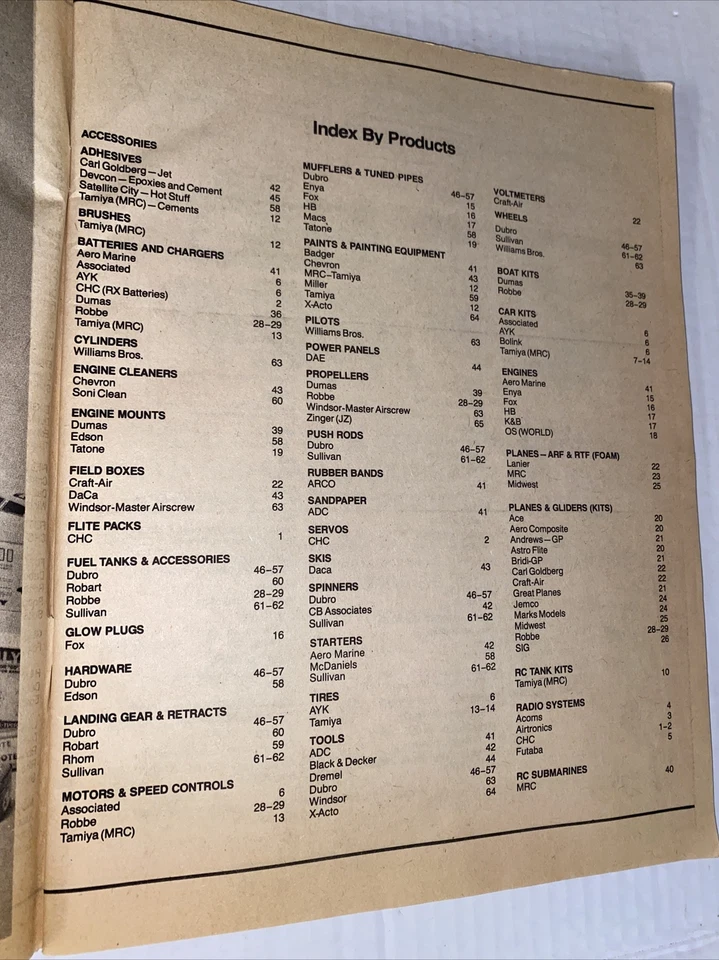 Index By Products
ACCESSORIES
ADHESIVES
Carl Goldberg—Jet 42
Devcon—Epoxies and Cement 45
Satellite City—Hot Stuff 58
Tamiya (MRC)—Cements 12
BRUSHES
Tamiya (MRC) 12
BATTERIES AND CHARGERS
Aero Marine 41
Associated 6
AYK 6
CHC (RX Batteries) 2
Dumas 36
Robbe 28-29
Tamiya (MRC) 13
CYLINDERS
Williams Bros. 63
ENGINE CLEANERS
Chevron 43
Soni Clean 60
ENGINE MOUNTS
Dumas 39
Edson 58
Tatone 19
FIELD BOXES
Craft-Air 22
DaCa 43
Windsor-Master Airscrew 63
FLITE PACKS
CHC 1
FUEL TANKS & ACCESSORIES
Dubro 46-57
Robart 60
Robbe 28-29
Sullivan 61-62
GLOW PLUGS
Fox 16
HARDWARE
Dubro 46-57
Edson 58
LANDING GEAR & RETRACTS
Dubro 46-57
Robart 60
Rhom 59
Sullivan 61-62
MOTORS & SPEED CONTROLS
Associated 6
Robbe 28-29
Tamiya (MRC) 13
MUFFLERS & TUNED PIPES
Dubro 46-57
Enya 15
Fox 16
HB 17
Macs 58
Tatone 19
PAINTS & PAINTING EQUIPMENT
Badger 41
Chevron 43
MRC-Tamiya 12
Miller 59
Tamiya 12
X-Acto 64
PILOTS
Williams Bros. 63
POWER PANELS
DAE 44
PROPELLERS
Dumas 39
Robbe 28-29
Windsor-Master Airscrew 63
Zinger (JZ) 65
PUSH RODS
Dubro 46-57
Sullivan 61-62
RUBBER BANDS
ARCO 41
SANDPAPER
ADC 41
SERVOS
CHC 2
SKIS
Daca 43
SPINNERS
Dubro 46-57
CB Associates 42
Sullivan 61-62
STARTERS
Aero Marine 42
McDaniels 58
Sullivan 61-62
TIRES
AYK 6
Tamiya 13-14
TOOLS
ADC 41
Black & Decker 42
Dremel 44
Dubro 46-57
Windsor 63
X-Acto 64
VOLTMETERS
Craft-Air 22
WHEELS
Dubro 46-57
Sullivan 61-62
Williams Bros. 63
BOAT KITS
Dumas 35-39
Robbe 28-29
CAR KITS
Associated 6
AYK 6
Bolink 6
Tamiya (MRC) 7-14
ENGINES
Aero Marine 41
Enya 15
Fox 16
HB 17
K&B 17
OS (WORLD) 18
PLANES—ARF & RTF (FOAM)
Lanier 22
MRC 23
Midwest 25
PLANES & GLIDERS (KITS)
Ace 20
Aero Composite 20
Andrews—GP 21
Astro Flite 20
Bridi-GP 21
Carl Goldberg 22
Craft-Air 22
Great Planes 21
Jemco 24
Marks Models 24
Midwest 25
Robbe 28-29
SIG 26
RC TANK KITS
Tamiya (MRC) 10
RADIO SYSTEMS
Acoms 4
Airtronics 3
CHC 1-2
Futaba 5
RC SUBMARINES
MRC 40